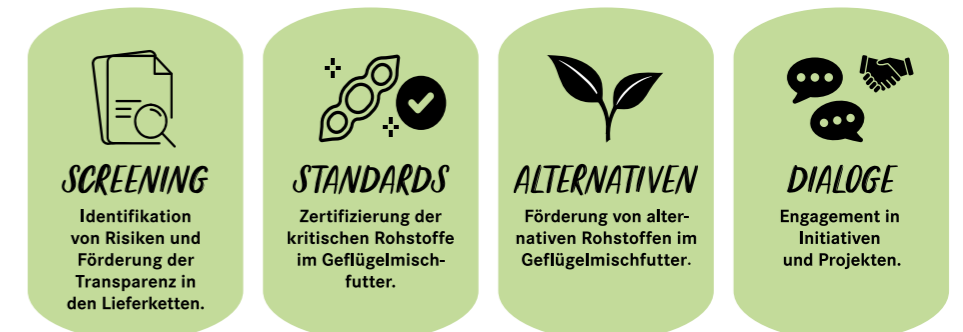 SCREENING
Identifikation
von Risiken und
Förderung der
Transparenz in
den Lieferketten.
STANDARDS
Zertifizierung der
kritischen Rohstoffe
im Geflügelmisch-
futter.
ALTERNATIVEN
Förderung von alter-
nativen Rohstoffen im
Geflügelmischfutter.
DIALOGE
Engagement in
Initiativen
und Projekten.